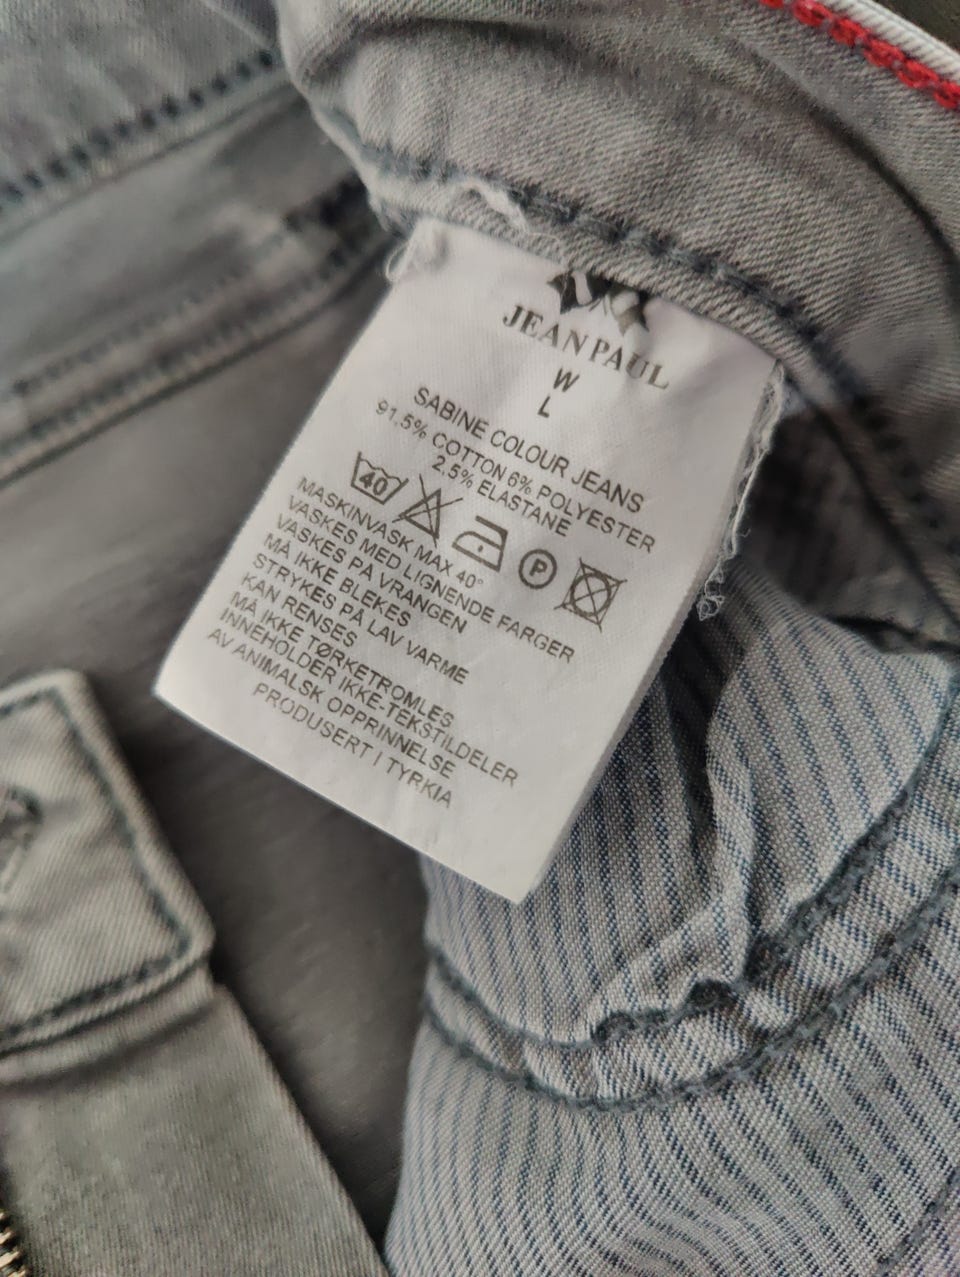 JEAN PAUL
W
L
SABINE COLOUR JEANS
91,5% COTTON 6% POLYESTER
2,5% ELASTANE
40 P
MASKINVASK MAX 40°
VASKES MED LIGNENDE FARGER
VASKES PÅ VRANGEN
MÅ IKKE BLEKES
STRYKES PÅ LAV VARME
KAN RENSES
MÅ IKKE TØRKETROMLES
INNEHOLDER IKKE-TEKSTILDELER
AV ANIMALSK OPPRINNELSE
PRODUSERT I TYRKIA